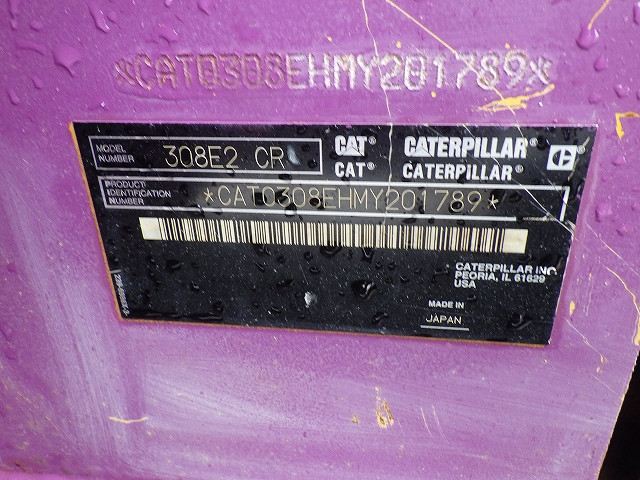 *CAT0308EHMY201789*
MODEL NUMBER 308E2 CR
CAT® CATERPILLAR®
CAT® CATERPILLAR®
PRODUCT IDENTIFICATION NUMBER *CAT0308EHMY201789*
CATERPILLAR INC.
PEORIA, IL 61629
USA
MADE IN
JAPAN